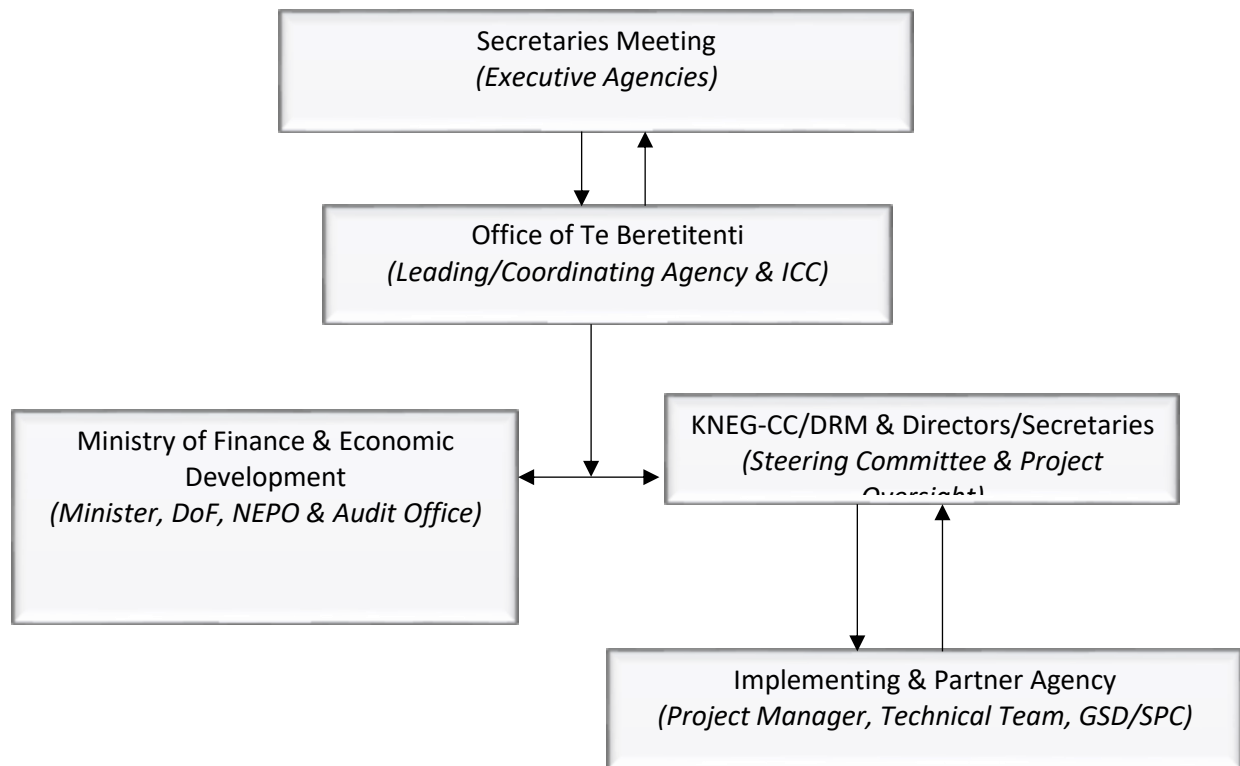 Secretaries Meeting
(Executive Agencies)
Office of Te Beretitenti
(Leading/Coordinating Agency & ICC)
Ministry of Finance & Economic
Development
(Minister, DoF, NEPO & Audit Office)
KNEG-CC/DRM & Directors/Secretaries
(Steering Committee & Project
Oversight)
Implementing & Partner Agency
(Project Manager, Technical Team, GSD/SPC)